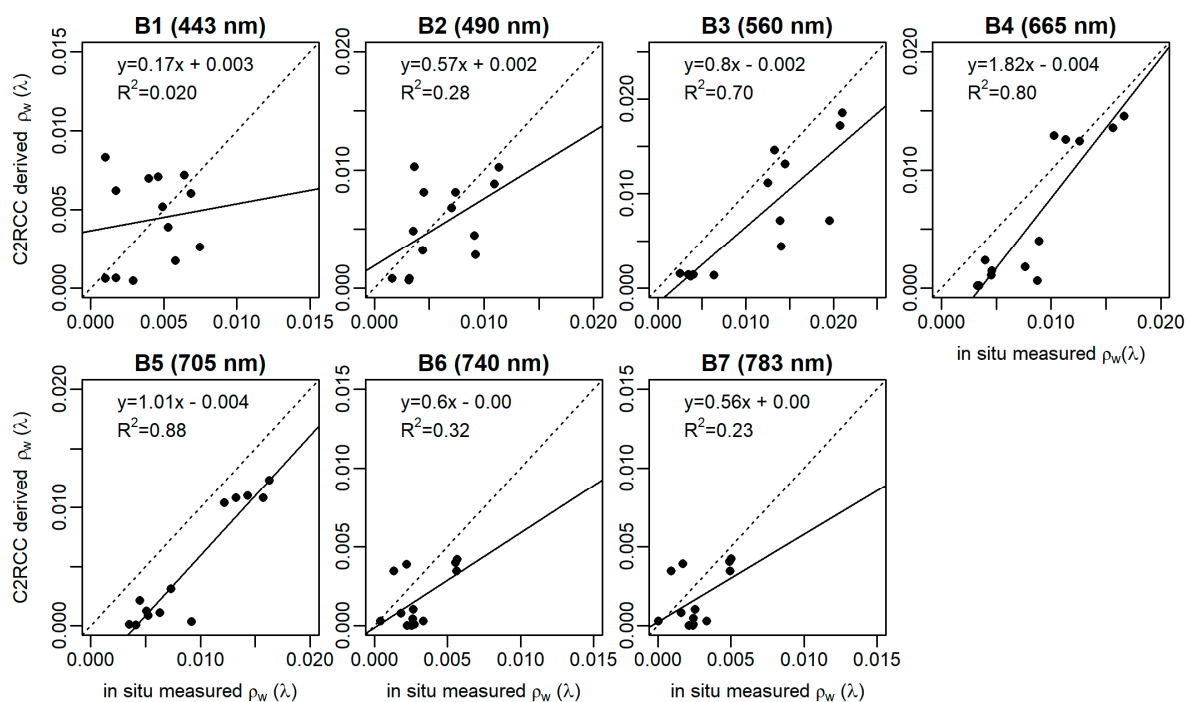 B1 (443 nm) B2 (490 nm) B3 (560 nm) B4 (665 nm)
y=0.17x + 0.003 y=0.57x + 0.002 y=0.8x - 0.002 y=1.82x - 0.004
R²=0.020 R²=0.28 R²=0.70 R²=0.80
C2RCC derived ρw (λ)
0.000 0.005 0.010 0.015
0.000 0.010 0.020
0.000 0.010 0.020
0.000 0.010 0.020
0.000 0.005 0.010 0.015 0.000 0.010 0.020 0.000 0.010 0.020 0.000 0.010 0.020
in situ measured ρw(λ)
B5 (705 nm) B6 (740 nm) B7 (783 nm)
y=1.01x - 0.004 y=0.6x - 0.00 y=0.56x + 0.00
R²=0.88 R²=0.32 R²=0.23
C2RCC derived ρw (λ)
0.000 0.010 0.020
0.000 0.005 0.010 0.015
0.000 0.005 0.010 0.015
0.000 0.010 0.020 0.000 0.005 0.010 0.015 0.000 0.005 0.010 0.015
in situ measured ρw (λ) in situ measured ρw (λ) in situ measured ρw (λ)